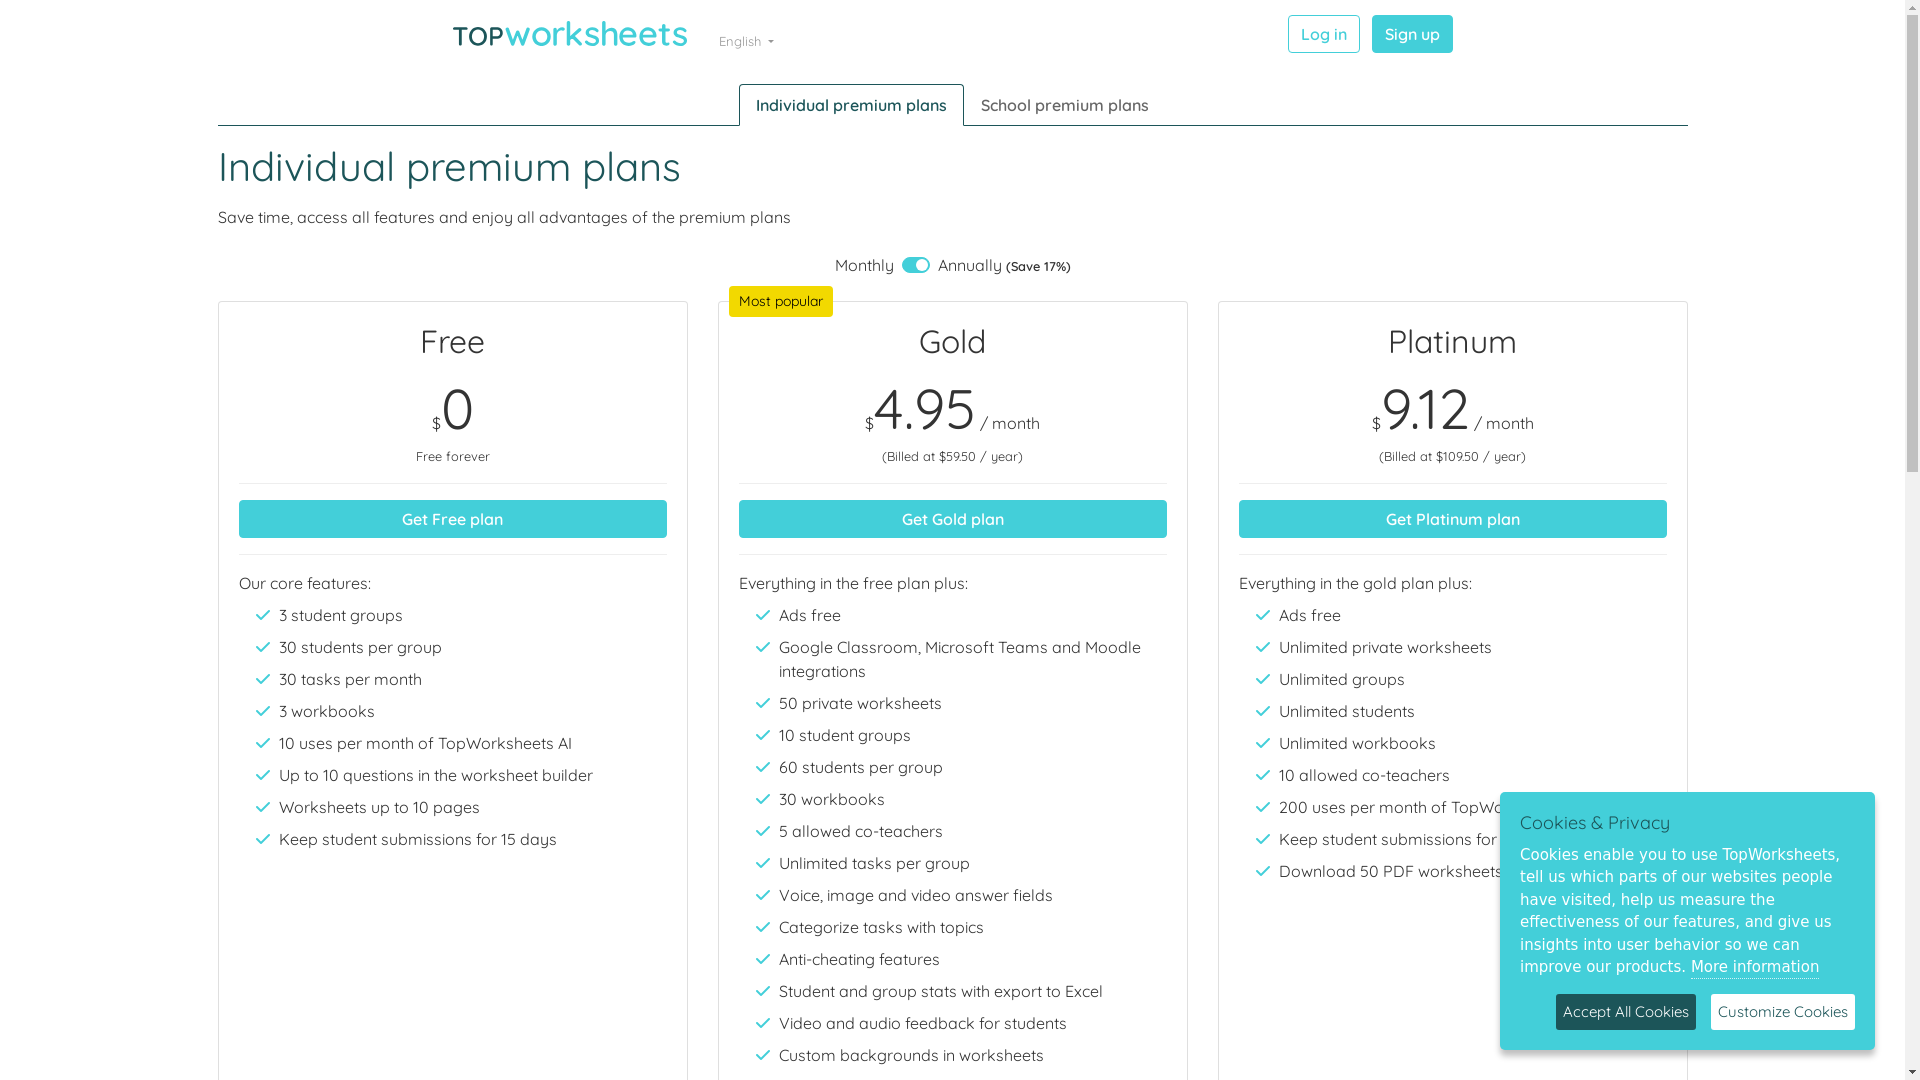 TOPworksheets
English
Log in
Sign up
Individual premium plans
School premium plans
Individual premium plans
Save time, access all features and enjoy all advantages of the premium plans
Monthly
Annually (Save 17%)
Free
$0
Free forever
Get Free plan
Our core features:
3 student groups
30 students per group
30 tasks per month
3 workbooks
10 uses per month of TopWorksheets AI
Up to 10 questions in the worksheet builder
Worksheets up to 10 pages
Keep student submissions for 15 days
Most popular
Gold
$4.95 / month
(Billed at $59.50 / year)
Get Gold plan
Everything in the free plan plus:
Ads free
Google Classroom, Microsoft Teams and Moodle
integrations
50 private worksheets
10 student groups
60 students per group
30 workbooks
5 allowed co-teachers
Unlimited tasks per group
Voice, image and video answer fields
Categorize tasks with topics
Anti-cheating features
Student and group stats with export to Excel
Video and audio feedback for students
Custom backgrounds in worksheets
Platinum
$9.12 / month
(Billed at $109.50 / year)
Get Platinum plan
Everything in the gold plan plus:
Ads free
Unlimited private worksheets
Unlimited groups
Unlimited students
Unlimited workbooks
10 allowed co-teachers
200 uses per month of
Keep student submissions for
Download 50 PDF worksheets
Cookies & Privacy
Cookies enable you to use TopWorksheets,
tell us which parts of our websites people
have visited, help us measure the
effectiveness of our features, and give us
insights into user behavior so we can
improve our products. More information
Accept All Cookies
Customize Cookies